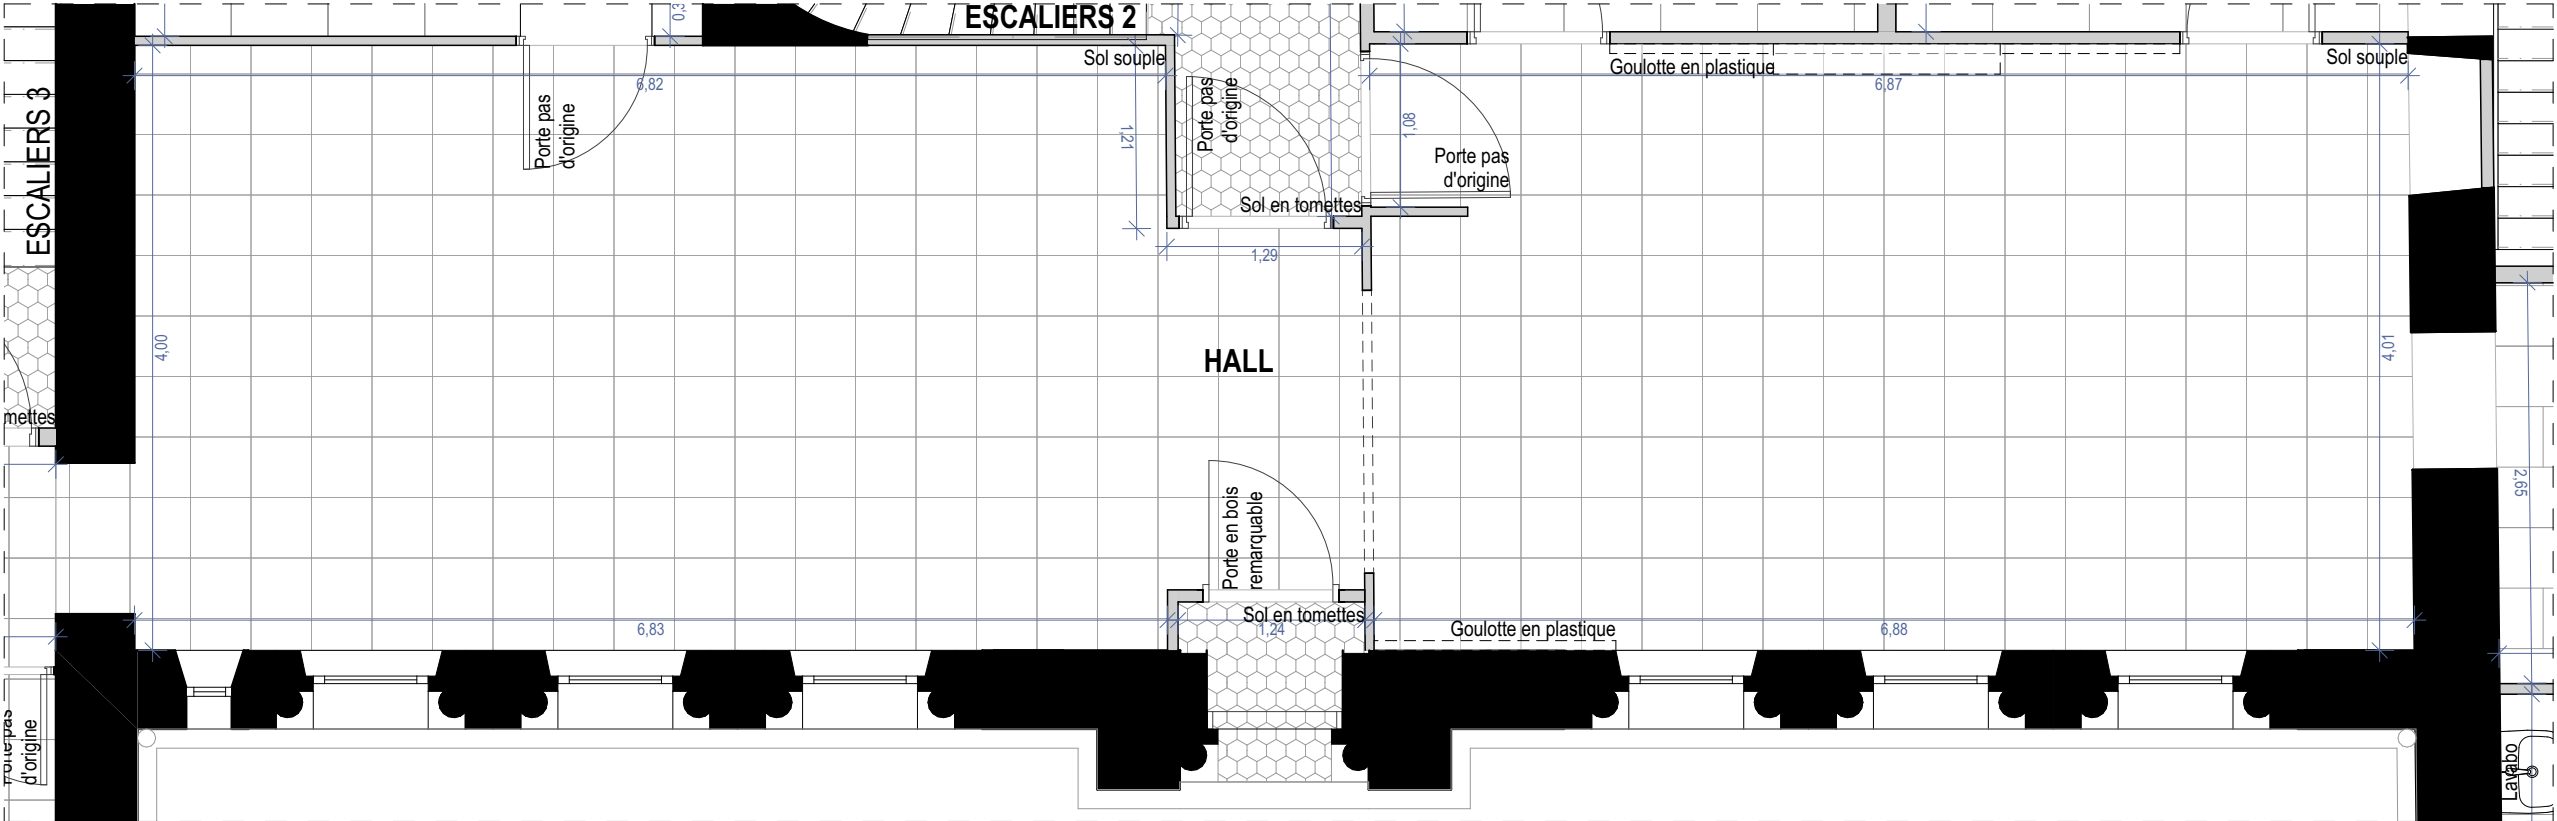 ESCALIERS 2
Sol souple
Goulotte en plastique
Sol souple
6,82
6,87
ESCALIERS 3
Porte pas
d'origine
Porte pas
d'origine
1,21
1,08
Porte pas
d'origine
Sol en tomettes
1,29
4,00
HALL
4,01
mettes
2,65
Porte en bois
remarquable
Sol en tomettes
6,83
1,24
Goulotte en plastique
6,88
d'origine
Lavabo